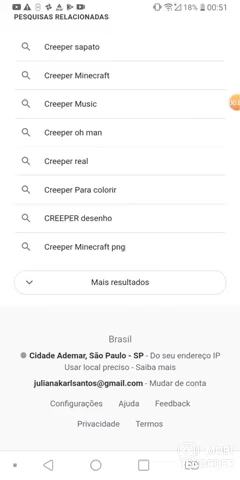 18% 00:51
PESQUISAS RELACIONADAS
Creeper sapato
Creeper Minecraft
Creeper Music
Creeper oh man
Creeper real
Creeper Para colorir
CREEPER desenho
Creeper Minecraft png
Mais resultados
Brasil
Cidade Ademar, São Paulo - SP - Do seu endereço IP
Usar local preciso - Saiba mais
julianakarlsantos@gmail.com - Mudar de conta
Configurações Ajuda Feedback
Privacidade Termos